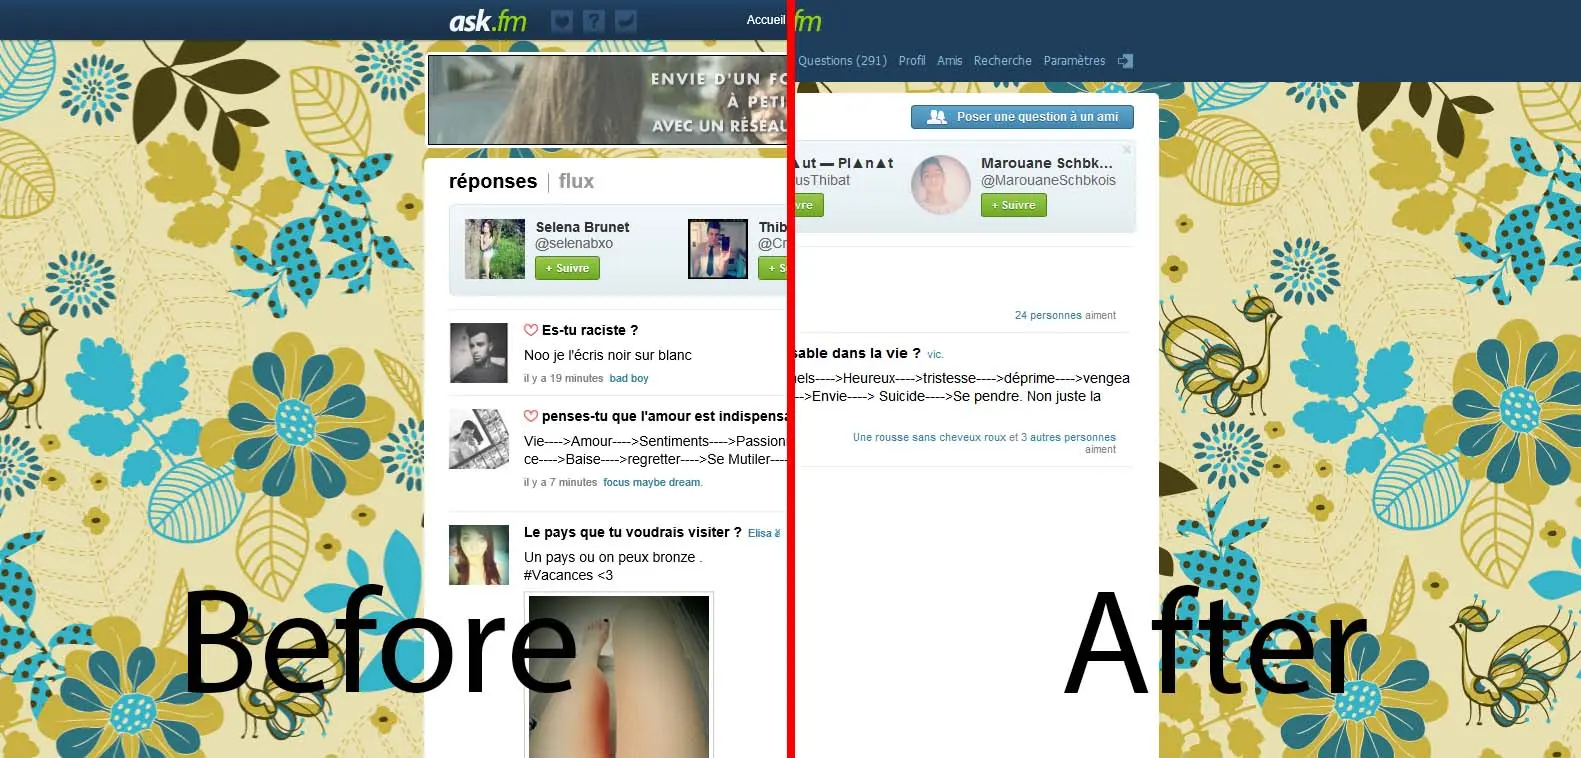 ask.fm
Accueil
ENVIE D'UN FO
À PETI
AVEC UN RÉSEAU
réponses | flux
Selena Brunet
@selenabxo
+ Suivre
Thib
@Cr
+ S
Es-tu raciste ?
Noo je l'écris noir sur blanc
il y a 19 minutes bad boy
penses-tu que l'amour est indispensa
Vie---->Amour---->Sentiments---->Passion
ce---->Baise---->regretter---->Se Mutiler----
il y a 7 minutes focus maybe dream.
Le pays que tu voudrais visiter ? Elisa
Un pays ou on peux bronze .
#Vacances <3
Before
fm
Questions (291) Profil Amis Recherche Paramètres
Poser une question à un ami
▲ut — Pl▲n▲t
usThibat
vre
Marouane Schbk...
@MarouaneSchbkois
+ Suivre
24 personnes aiment
sable dans la vie ? vic.
nels---->Heureux---->tristesse---->déprime---->vengea
-->Envie----> Suicide---->Se pendre. Non juste la
Une rousse sans cheveux roux et 3 autres personnes
aiment
After